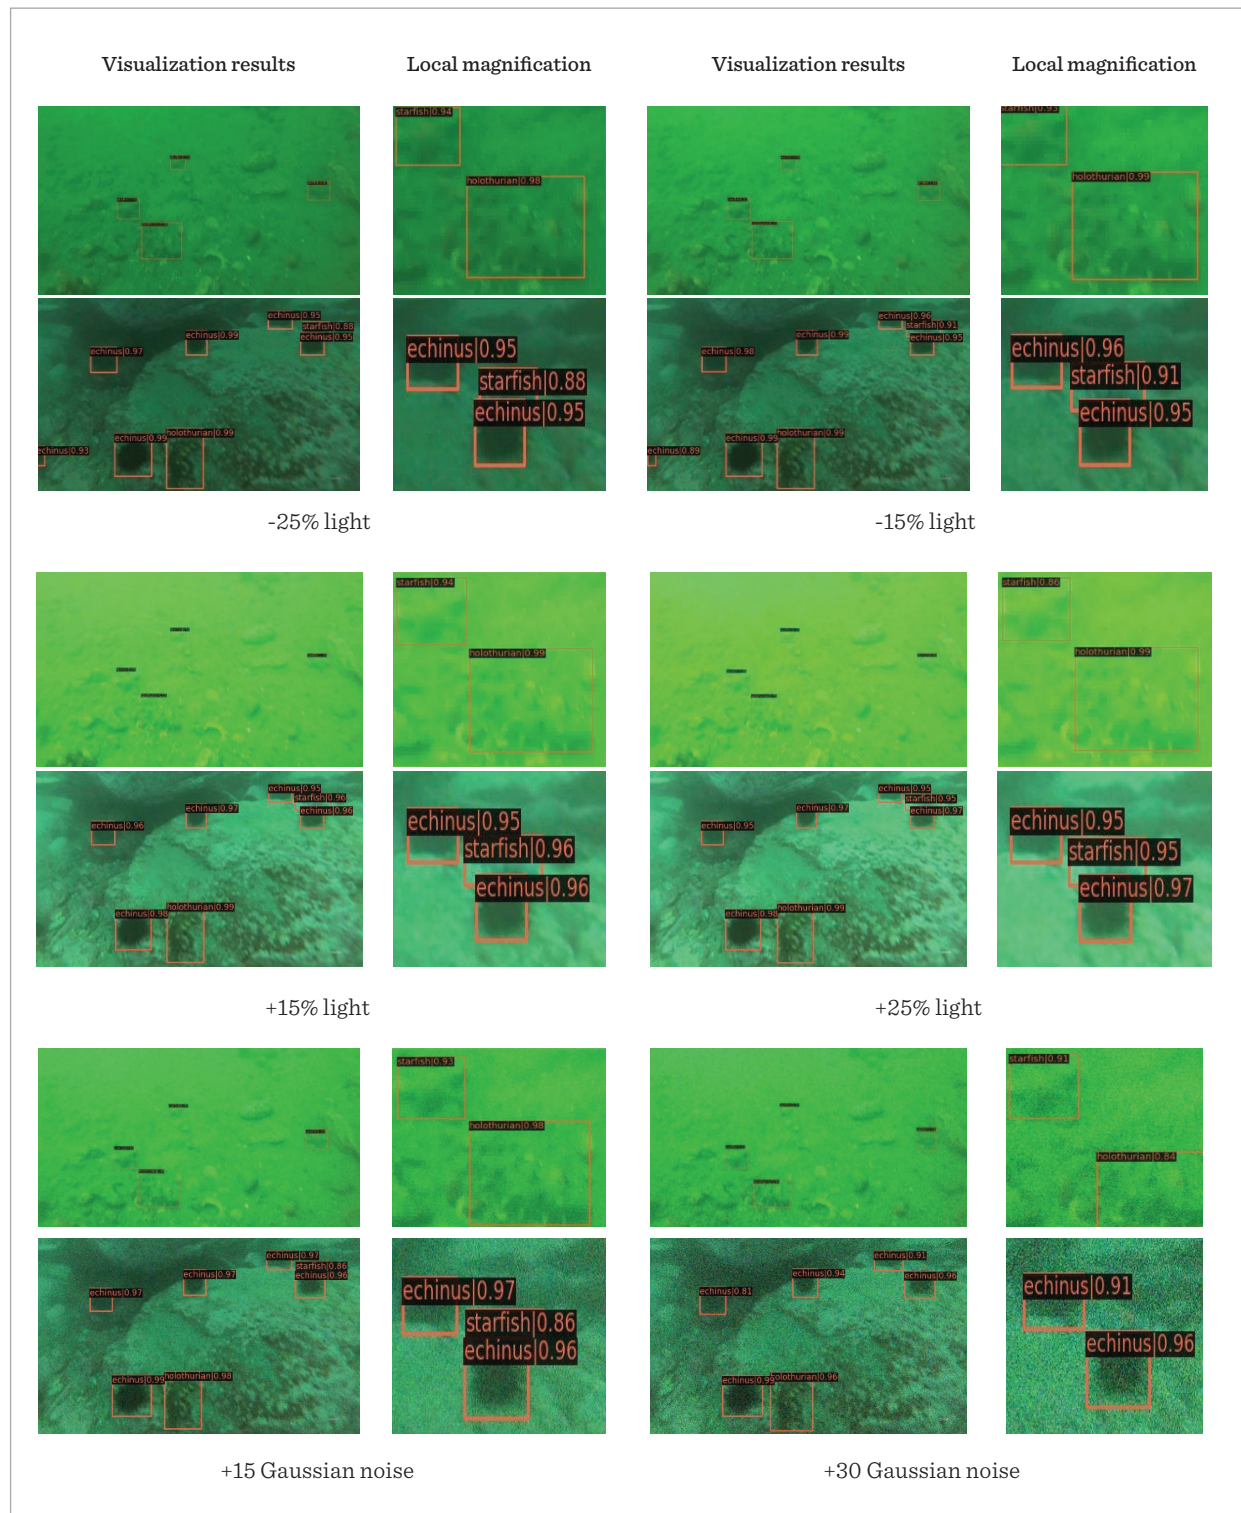 Visualization results
Local magnification
Visualization results
Local magnification
starfish|0.94
holothurian|0.98
starfish|0.93
holothurian|0.99
echinus|0.95
starfish|0.88
echinus|0.95
echinus|0.99
echinus|0.97
echinus|0.99
holothurian|0.99
echinus|0.93
echinus|0.95
starfish|0.88
echinus|0.95
echinus|0.96
starfish|0.91
echinus|0.95
echinus|0.99
echinus|0.98
echinus|0.99
holothurian|0.99
echinus|0.89
echinus|0.96
starfish|0.91
echinus|0.95
-25% light
-15% light
starfish|0.94
holothurian|0.99
starfish|0.86
holothurian|0.99
echinus|0.95
starfish|0.96
echinus|0.96
echinus|0.97
echinus|0.96
echinus|0.98
holothurian|0.99
echinus|0.95
starfish|0.96
echinus|0.96
echinus|0.95
starfish|0.95
echinus|0.97
echinus|0.97
echinus|0.95
echinus|0.98
holothurian|0.99
echinus|0.95
starfish|0.95
echinus|0.97
+15% light
+25% light
starfish|0.93
holothurian|0.98
starfish|0.91
holothurian|0.84
echinus|0.97
starfish|0.86
echinus|0.96
echinus|0.97
echinus|0.97
echinus|0.99
holothurian|0.98
echinus|0.97
starfish|0.86
echinus|0.96
echinus|0.91
echinus|0.94
echinus|0.96
echinus|0.81
echinus|0.99
holothurian|0.96
echinus|0.91
echinus|0.96
+15 Gaussian noise
+30 Gaussian noise